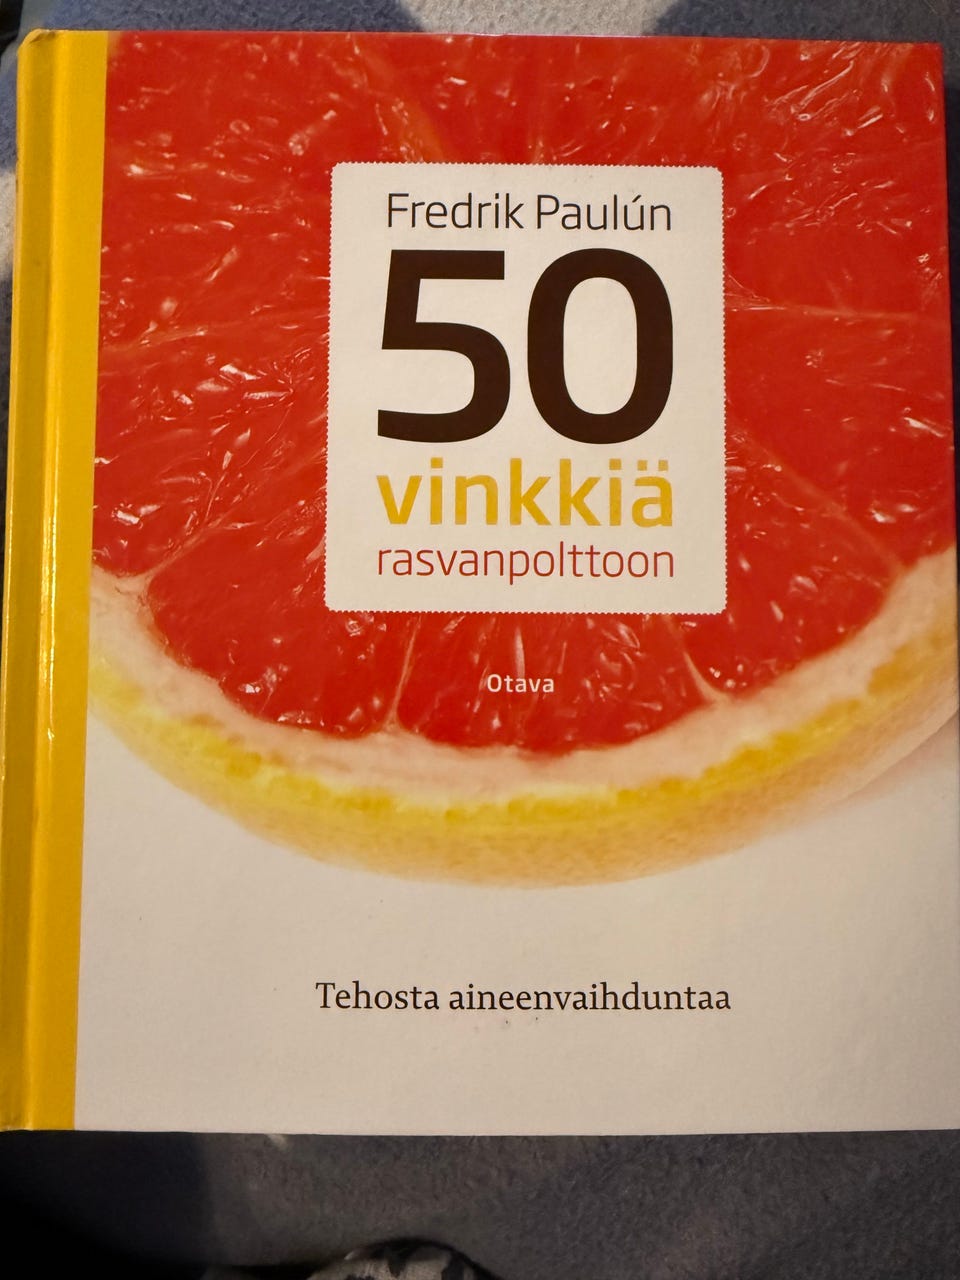 Fredrik Paulún
50
vinkkiä
rasvanpolttoon
Otava
Tehosta aineenvaihduntaa